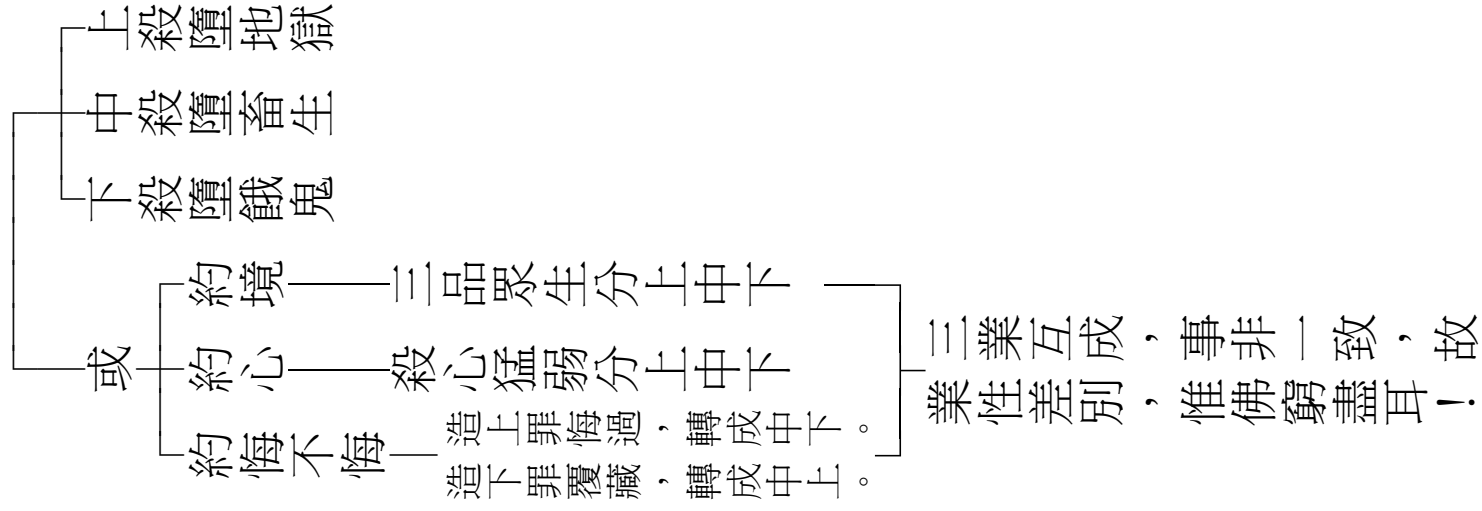 上殺墮地獄
中殺墮畜生
下殺墮餓鬼
或
約境
三品眾生分上中下
約心
殺心猛弱分上中下
約悔不悔
造上罪悔過，轉成中下。
造下罪覆藏，轉成中上。
三業互成，事非一致，故
業性差別，惟佛窮盡耳！